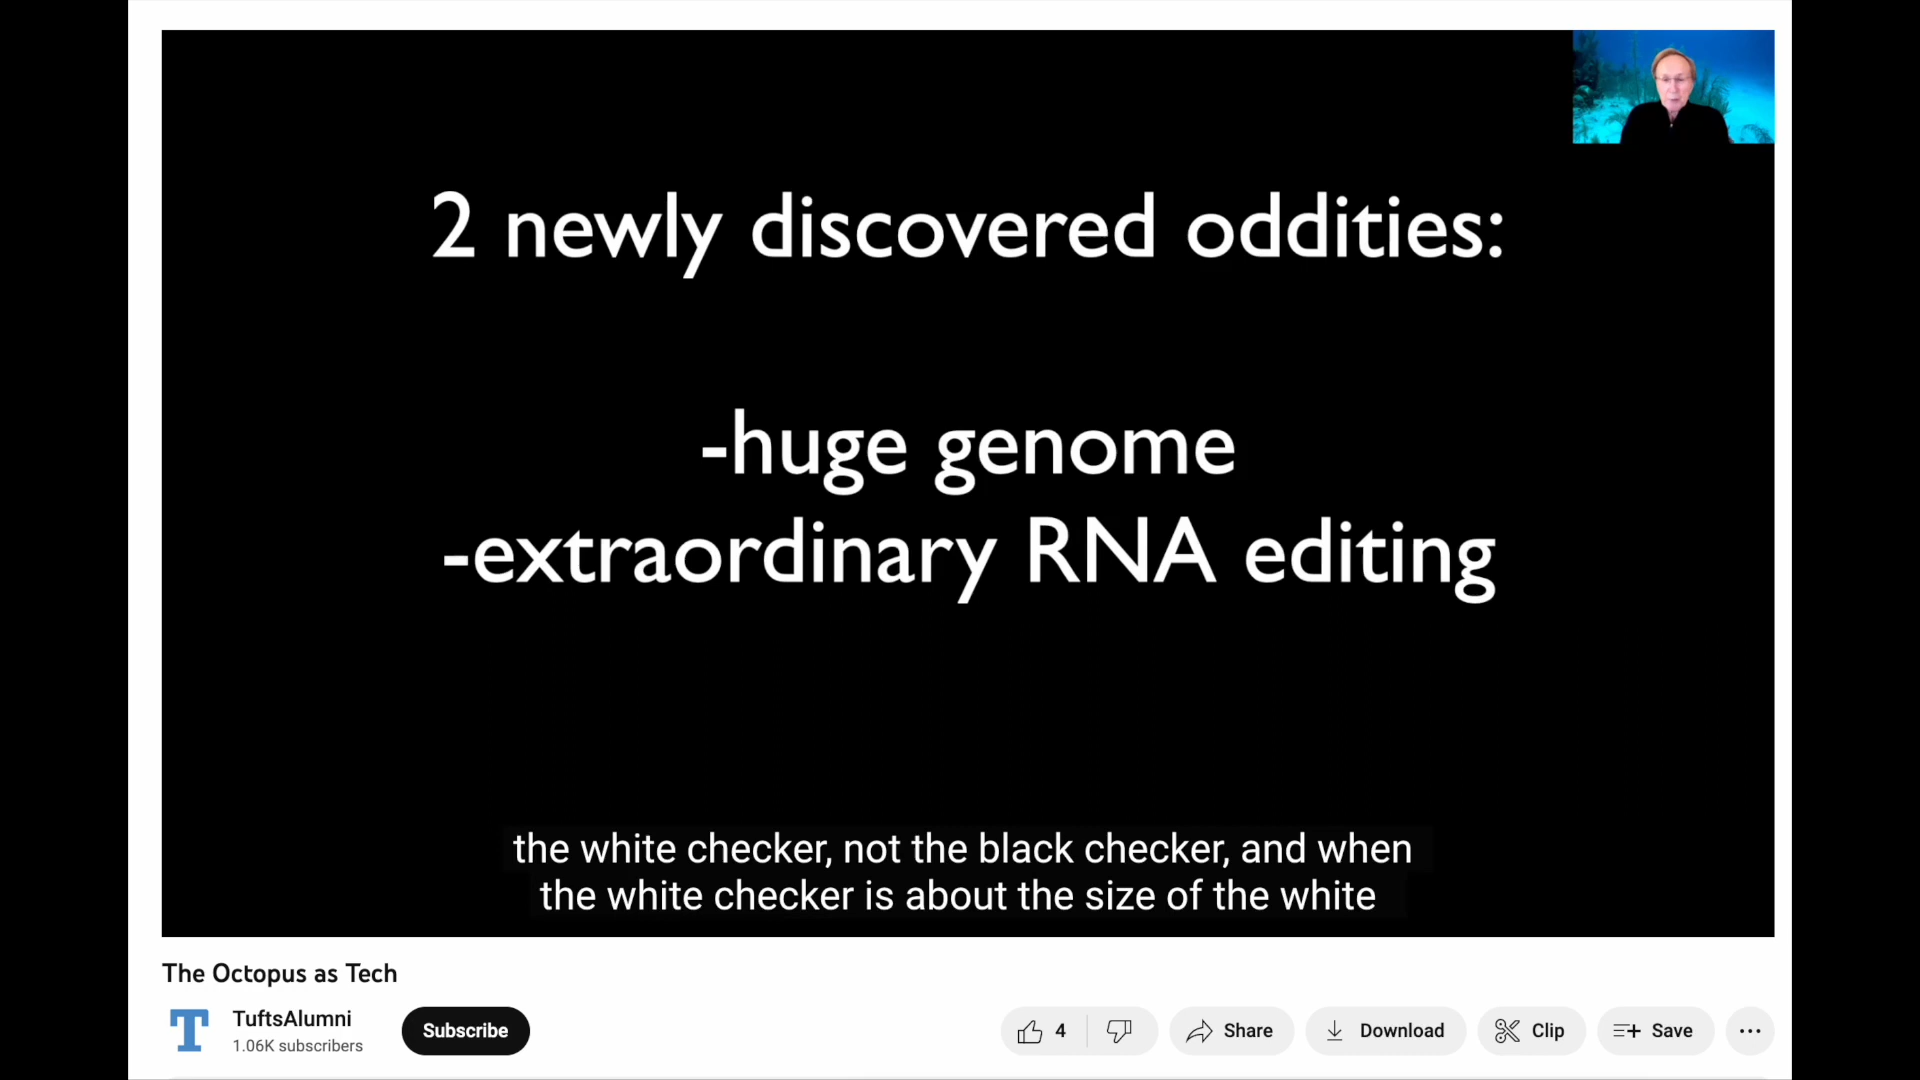 2 newly discovered oddities:
-huge genome
-extraordinary RNA editing
the white checker, not the black checker, and when
the white checker is about the size of the white
The Octopus as Tech
T
TuftsAlumni
1.06K subscribers
Subscribe
4
Share
Download
Clip
Save